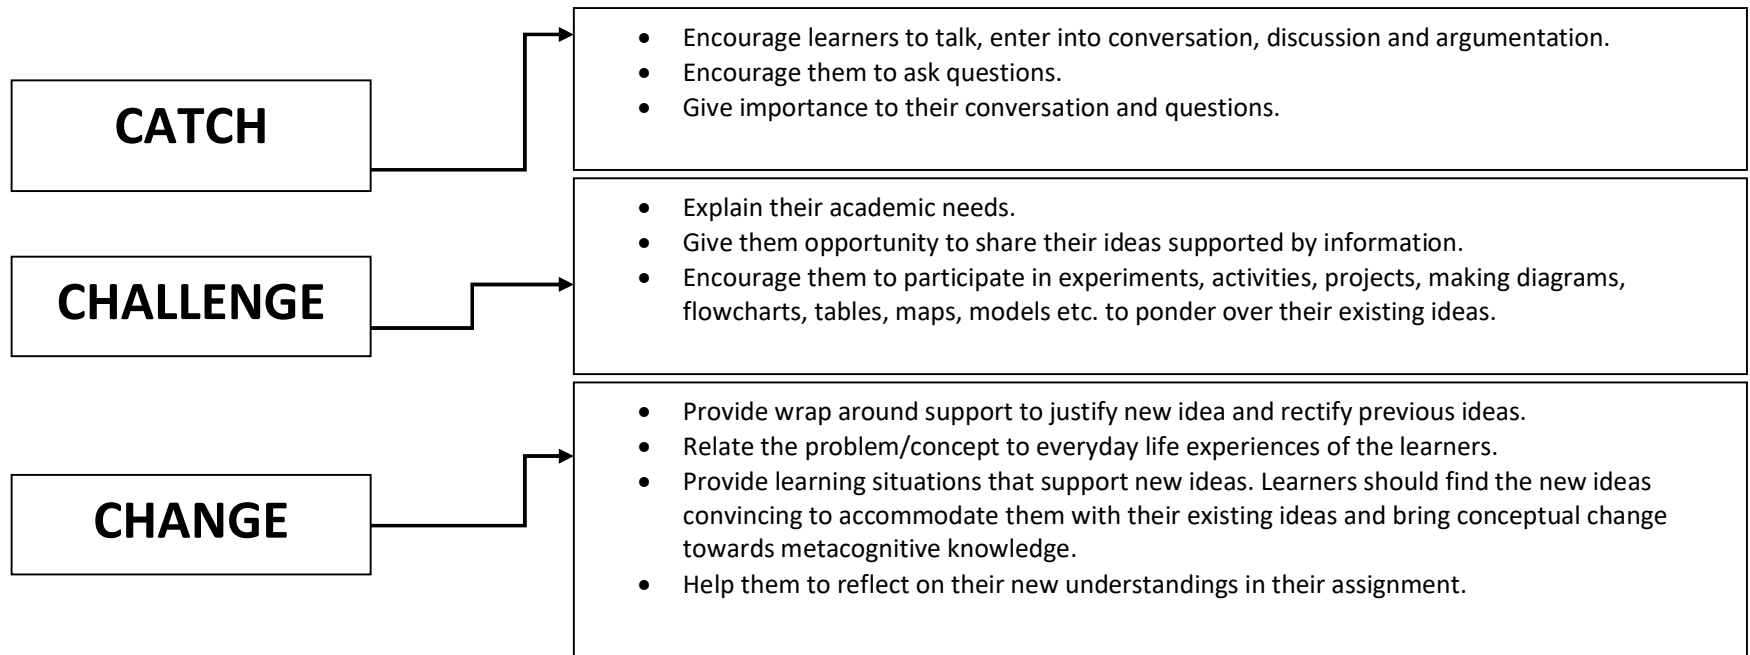 CATCH
• Encourage learners to talk, enter into conversation, discussion and argumentation.
• Encourage them to ask questions.
• Give importance to their conversation and questions.
CHALLENGE
• Explain their academic needs.
• Give them opportunity to share their ideas supported by information.
• Encourage them to participate in experiments, activities, projects, making diagrams,
flowcharts, tables, maps, models etc. to ponder over their existing ideas.
CHANGE
• Provide wrap around support to justify new idea and rectify previous ideas.
• Relate the problem/concept to everyday life experiences of the learners.
• Provide learning situations that support new ideas. Learners should find the new ideas
convincing to accommodate them with their existing ideas and bring conceptual change
towards metacognitive knowledge.
• Help them to reflect on their new understandings in their assignment.